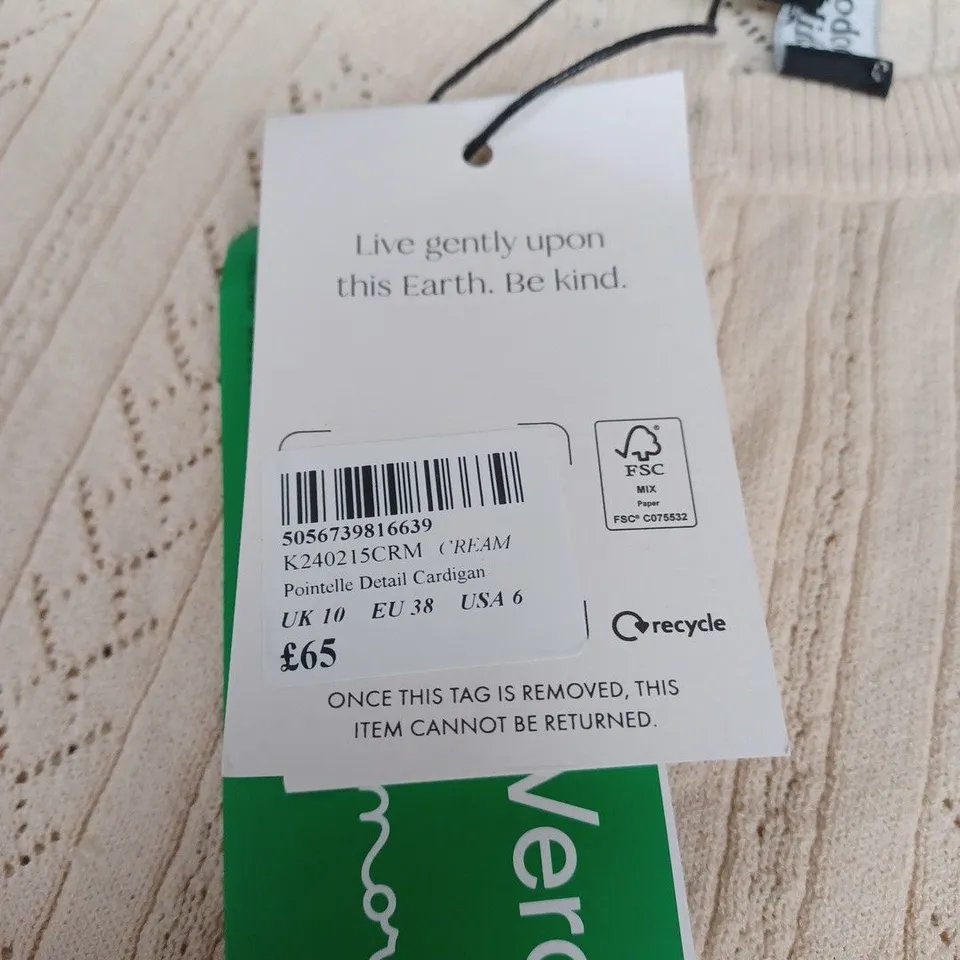 Live gently upon
this Earth. Be kind.
5056739816639
K240215CRM CREAM
Pointelle Detail Cardigan
UK 10 EU 38 USA 6
£65
FSC®
MIX
Paper
FSC® C075532
recycle
ONCE THIS TAG IS REMOVED, THIS
ITEM CANNOT BE RETURNED.